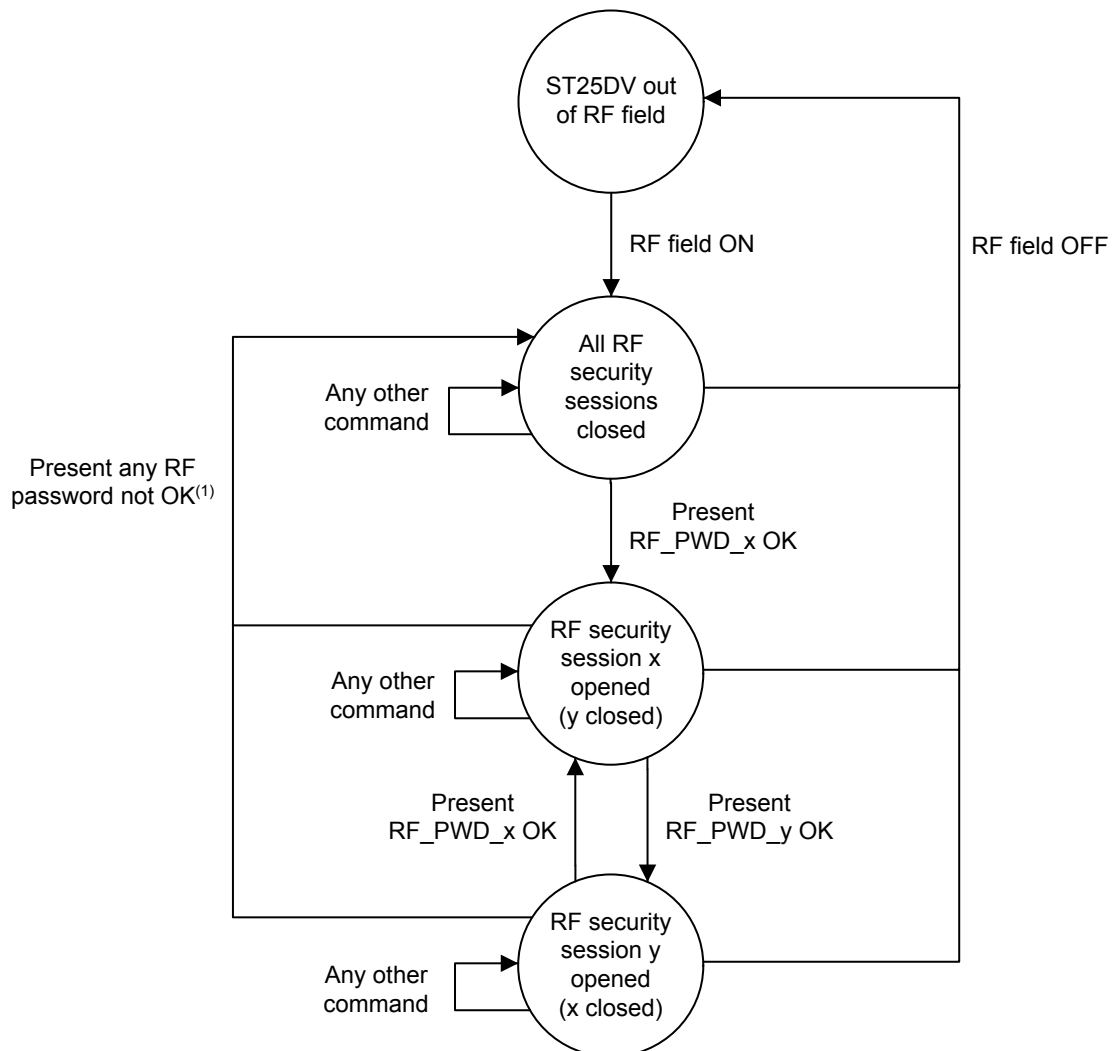 ST25DV out
of RF field
RF field ON
RF field OFF
All RF
security
sessions
closed
Any other
command
Present any RF
password not OK(1)
Present
RF_PWD_x OK
RF security
session x
opened
(y closed)
Any other
command
Present
RF_PWD_x OK
Present
RF_PWD_y OK
RF security
session y
opened
(x closed)
Any other
command